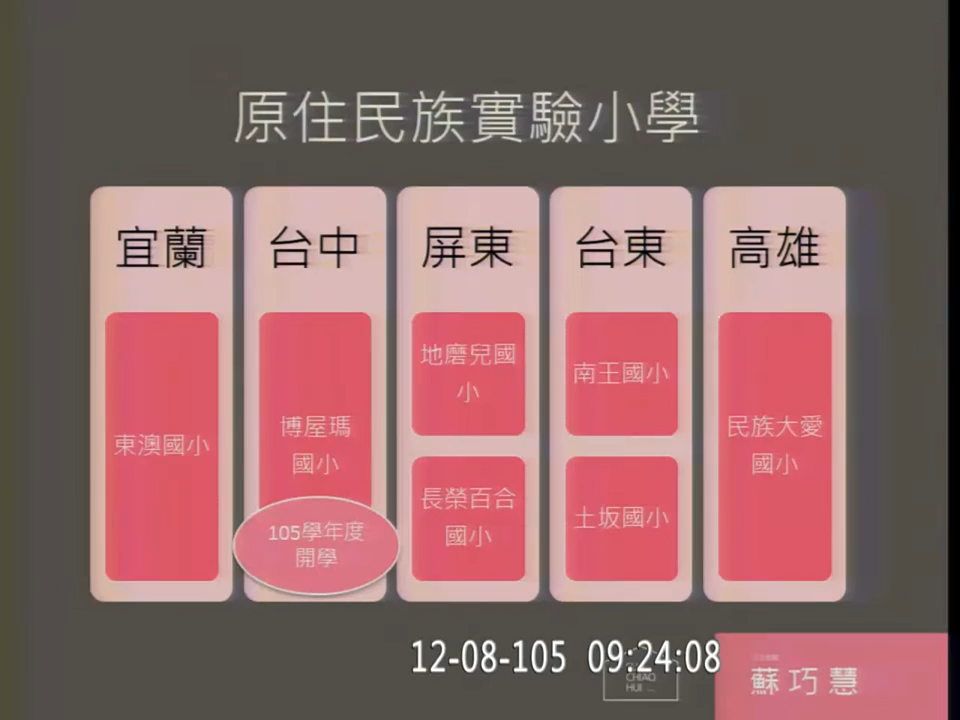 原住民族實驗小學
宜蘭
台中
屏東
台東
高雄
東澳國小
博屋瑪
國小
105學年度
開學
地磨兒國
小
長榮百合
國小
南王國小
土坂國小
民族大愛
國小
12-08-105 09:24:08
CHIAO
HUI
蘇巧慧